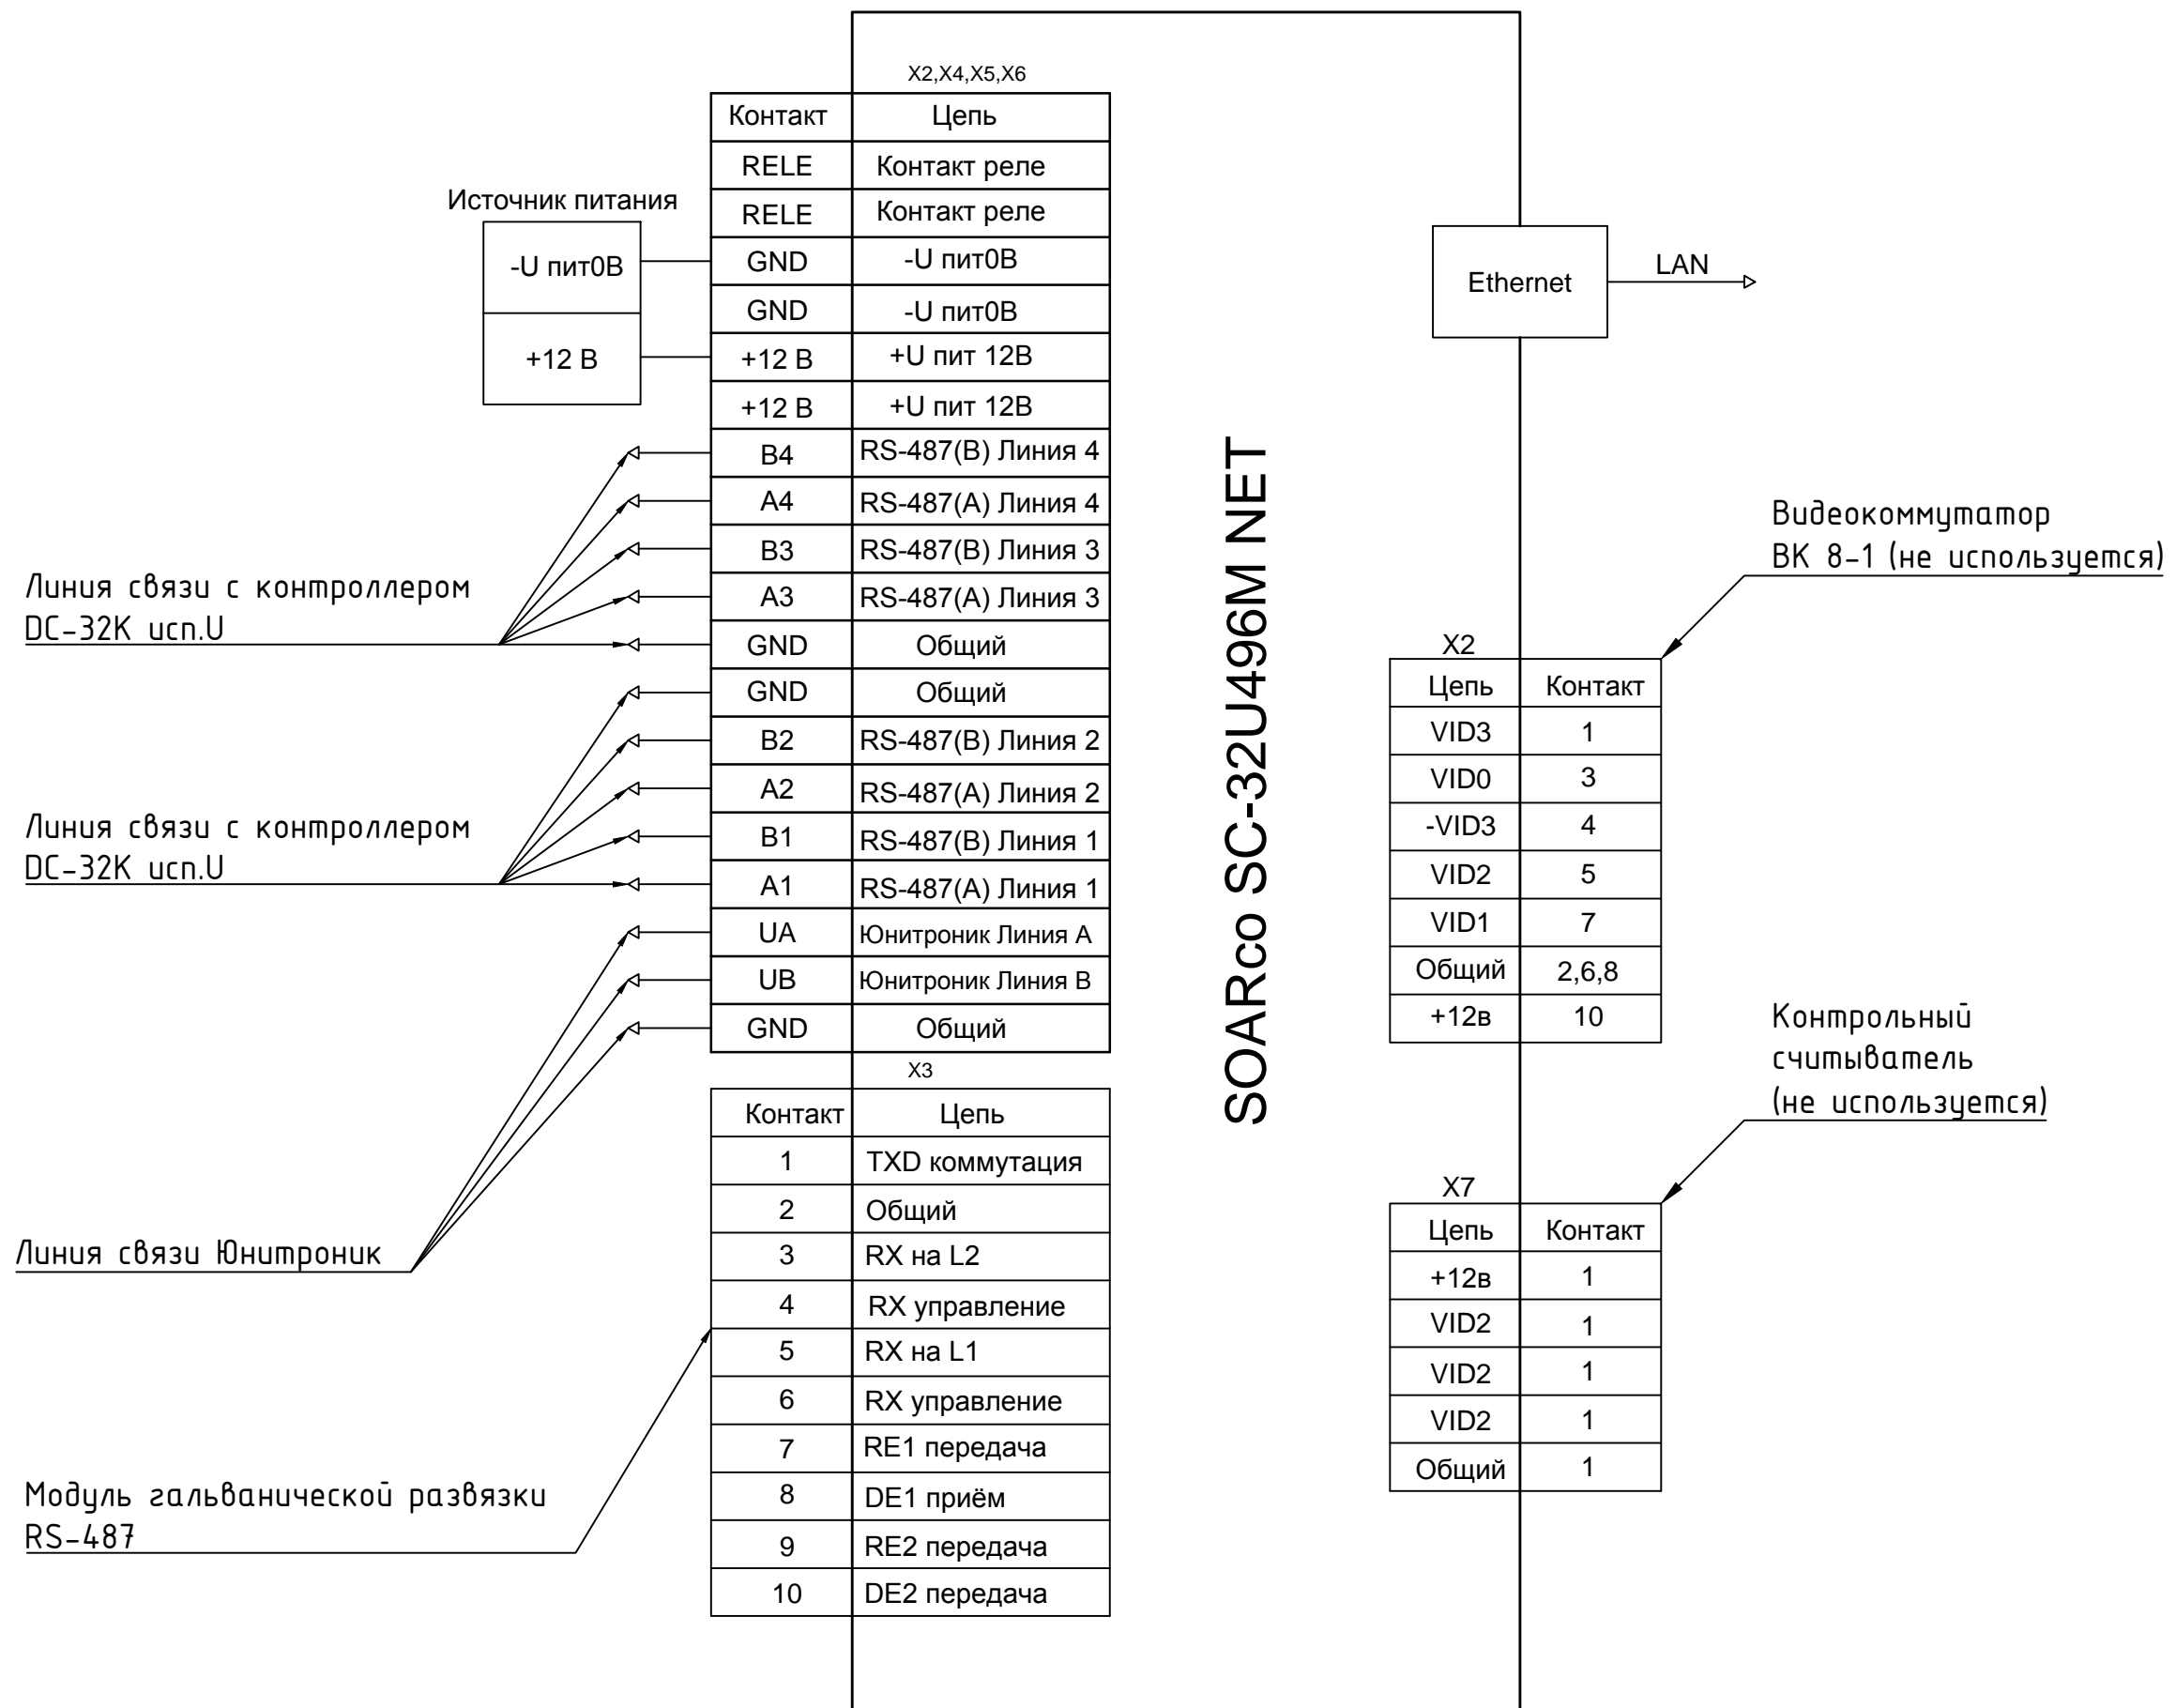 X2,X4,X5,X6
Контакт Цепь
RELE Контакт реле
RELE Контакт реле
GND -U пит0В
GND -U пит0В
+12 В +U пит 12В
+12 В +U пит 12В
B4 RS-487(B) Линия 4
A4 RS-487(A) Линия 4
B3 RS-487(B) Линия 3
A3 RS-487(A) Линия 3
GND Общий
GND Общий
B2 RS-487(B) Линия 2
A2 RS-487(A) Линия 2
B1 RS-487(B) Линия 1
A1 RS-487(A) Линия 1
UA Юнитроник Линия А
UB Юнитроник Линия В
GND Общий
Источник питания
-U пит0В
+12 В
Линия связи с контроллером
DC-32K исп.U
Линия связи с контроллером
DC-32K исп.U
Линия связи Юнитроник
X3
Контакт Цепь
1 TXD коммутация
2 Общий
3 RX на L2
4 RX управление
5 RX на L1
6 RX управление
7 RE1 передача
8 DE1 приём
9 RE2 передача
10 DE2 передача
Модуль гальванической развязки
RS-487
SOARco SC-32U496M NET
Ethernet
LAN
Видеокоммутатор
ВК 8-1 (не используется)
X2
Цепь Контакт
VID3 1
VID0 3
-VID3 4
VID2 5
VID1 7
Общий 2,6,8
+12в 10
Контрольный
считыватель
(не используется)
X7
Цепь Контакт
+12в 1
VID2 1
VID2 1
VID2 1
Общий 1